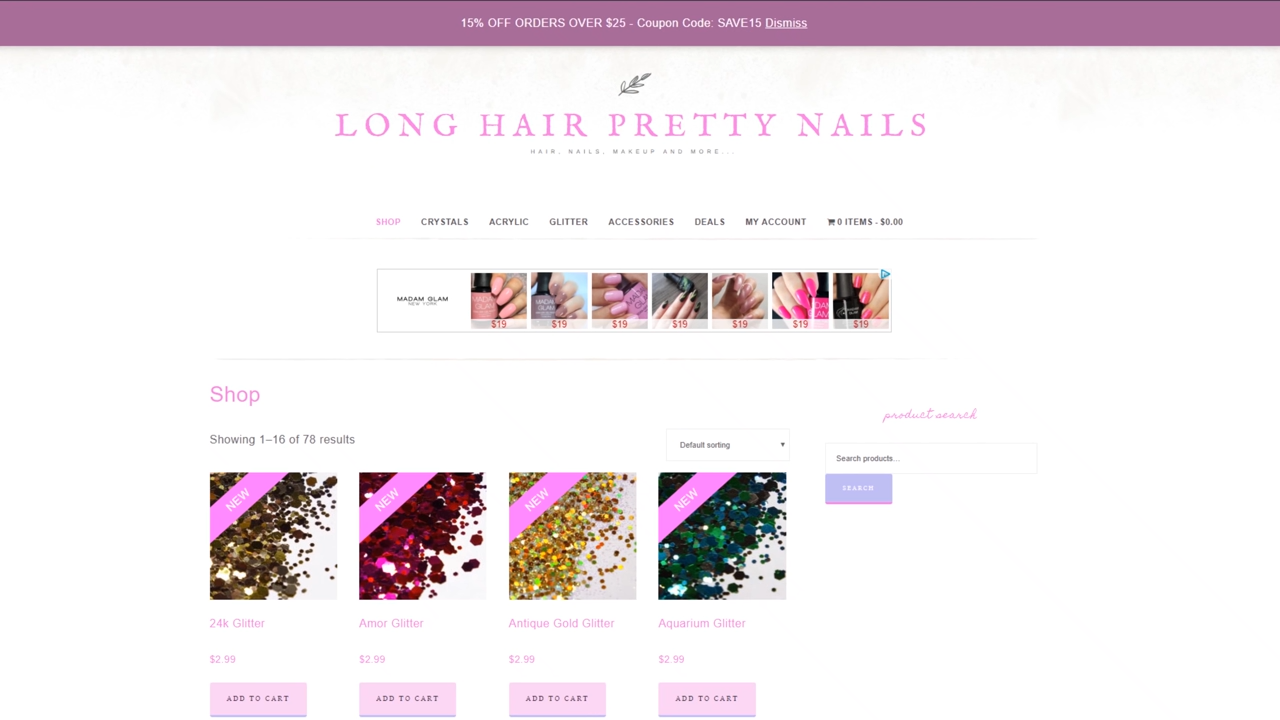 15% OFF ORDERS OVER $25 - Coupon Code: SAVE15 Dismiss
LONG HAIR PRETTY NAILS
HAIR, NAILS, MAKEUP AND MORE...
SHOP CRYSTALS ACRYLIC GLITTER ACCESSORIES DEALS MY ACCOUNT 0 ITEMS - $0.00
MADAM GLAM
NEW YORK
$19 $19 $19 $19 $19 $19 $19
Shop
product search
Showing 1–16 of 78 results
Default sorting
Search products…
SEARCH
NEW NEW NEW NEW
24k Glitter Amor Glitter Antique Gold Glitter Aquarium Glitter
$2.99 $2.99 $2.99 $2.99
ADD TO CART ADD TO CART ADD TO CART ADD TO CART